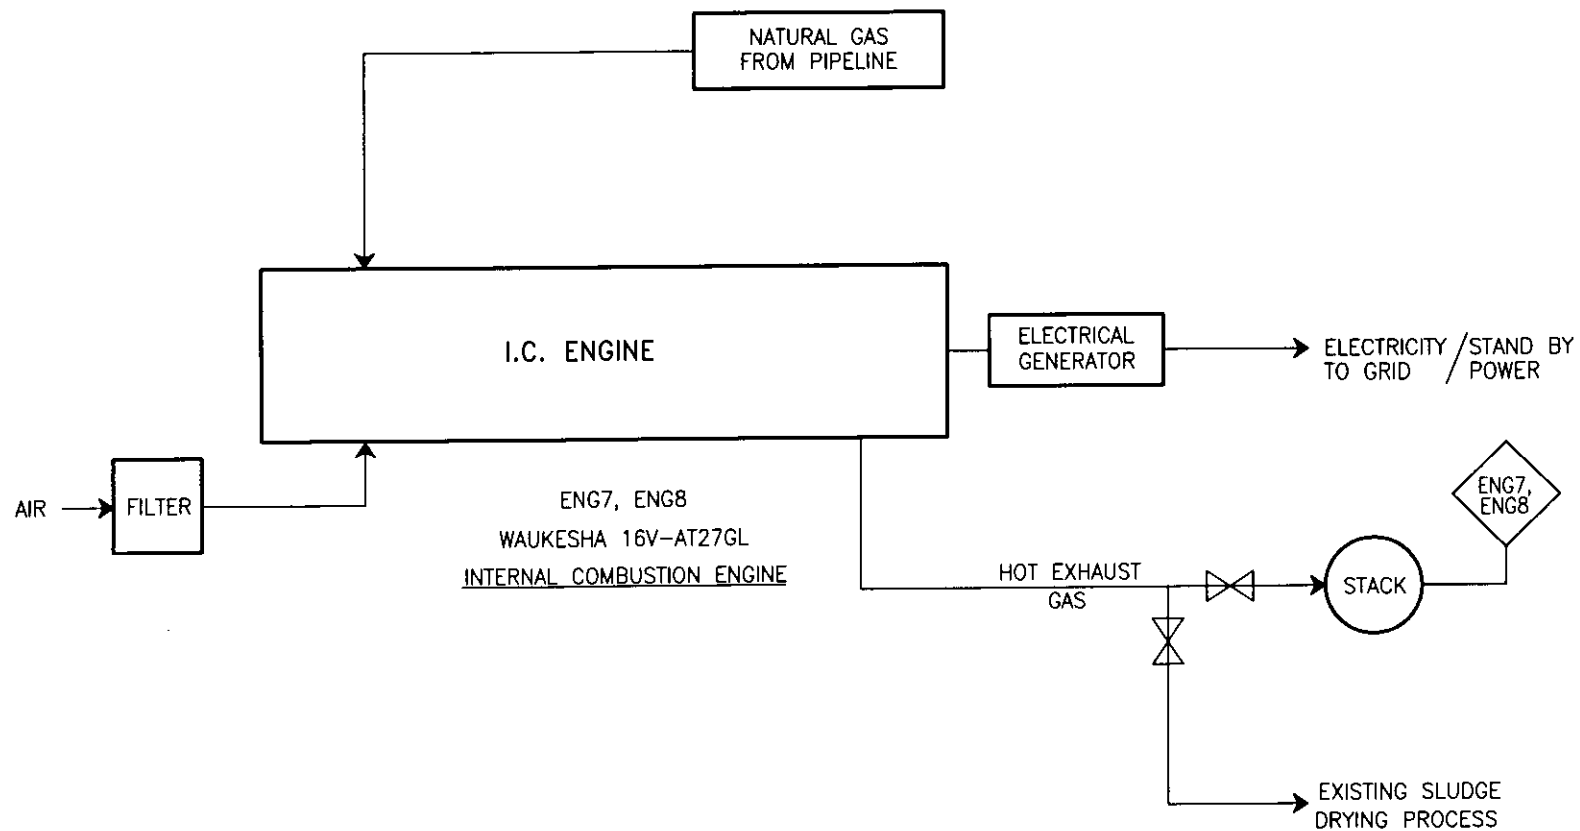 NATURAL GAS
FROM PIPELINE
I.C. ENGINE
ELECTRICAL
GENERATOR
ELECTRICITY / STAND BY
TO GRID / POWER
AIR
FILTER
ENG7, ENG8
WAUKESHA 16V-AT27GL
INTERNAL COMBUSTION ENGINE
HOT EXHAUST
GAS
STACK
ENG7,
ENG8
EXISTING SLUDGE
DRYING PROCESS